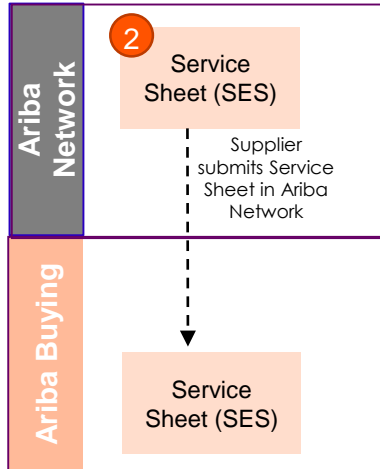 Ariba
Network
2
Service
Sheet (SES)
Supplier
submits Service
Sheet in Ariba
Network
Ariba Buying
Service
Sheet (SES)